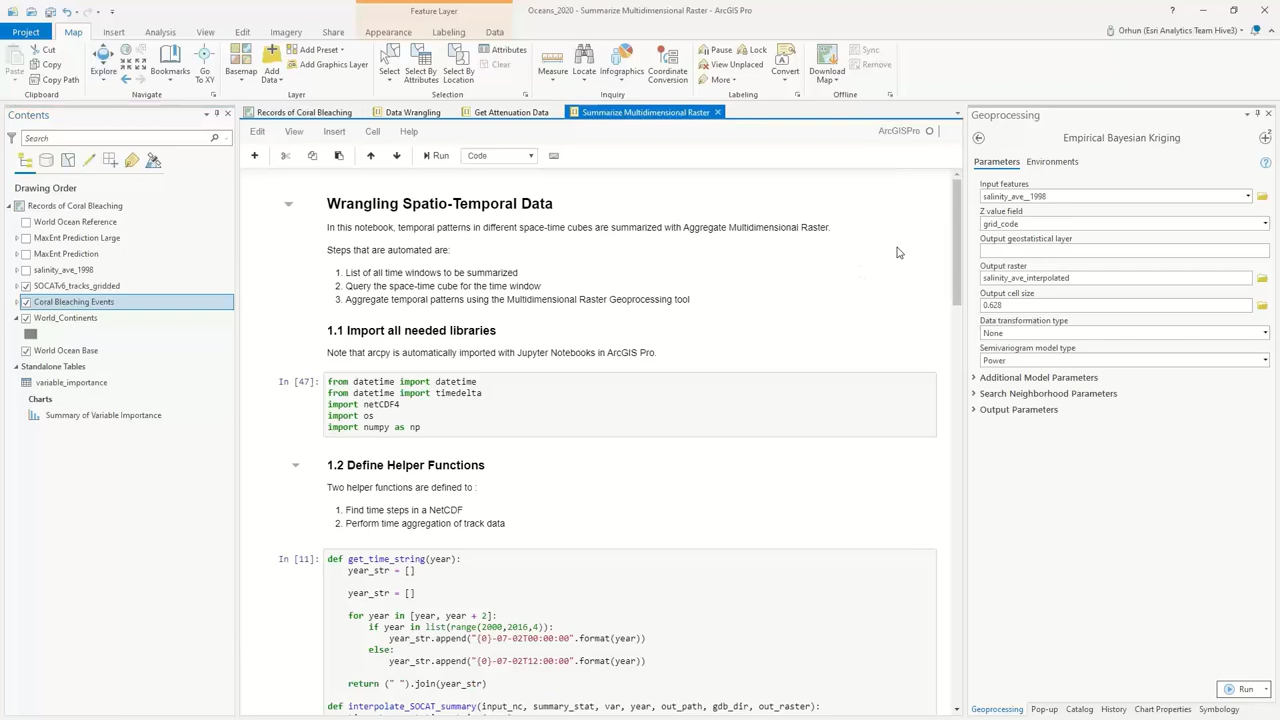 Feature Layer
Oceans_2020 - Summarize Multidimensional Raster - ArcGIS Pro
Project Map Insert Analysis View Edit Imagery Share Appearance Labeling Data
Orhun (Esri Analytics Team Hive3)
Paste
Cut
Copy
Copy Path
Clipboard
Explore
Bookmarks
Go To XY
Navigate
Basemap
Add Data
Add Preset
Add Graphics Layer
Layer
Select
Select By Attributes
Select By Location
Attributes
Clear
Selection
Measure
Locate
Infographics
Coordinate Conversion
Inquiry
Pause
Lock
View Unplaced
More
Convert
Labeling
Download Map
Sync
Remove
Offline
Contents
Search
Drawing Order
Records of Coral Bleaching
World Ocean Reference
MaxEnt Prediction Large
MaxEnt Prediction
salinity_ave_1998
SOCATv6_tracks_gridded
Coral Bleaching Events
World_Continents
World Ocean Base
Standalone Tables
variable_importance
Charts
Summary of Variable Importance
Records of Coral Bleaching
Data Wrangling
Get Attenuation Data
Summarize Multidimensional Raster
Edit View Insert Cell Help
ArcGISPro
Run
Code
Wrangling Spatio-Temporal Data
In this notebook, temporal patterns in different space-time cubes are summarized with Aggregate Multidimensional Raster.
Steps that are automated are:
1. List of all time windows to be summarized
2. Query the space-time cube for the time window
3. Aggregate temporal patterns using the Multidimensional Raster Geoprocessing tool
1.1 Import all needed libraries
Note that arcpy is automatically imported with Jupyter Notebooks in ArcGIS Pro.
In [47]:
from datetime import datetime
from datetime import timedelta
import netCDF4
import os
import numpy as np
1.2 Define Helper Functions
Two helper functions are defined to :
1. Find time steps in a NetCDF
2. Perform time aggregation of track data
In [11]:
def get_time_string(year):
year_str = []
year_str = []
for year in [year, year + 2]:
if year in list(range(2000,2016,4)):
year_str.append("{0}-07-02T00:00:00".format(year))
else:
year_str.append("{0}-07-02T12:00:00".format(year))
return (" ").join(year_str)
def interpolate_SOCAT_summary(input_nc, summary_stat, var, year, out_path, gdb_dir, out_raster):
Geoprocessing
Empirical Bayesian Kriging
Parameters Environments
Input features
salinity_ave__1998
Z value field
grid_code
Output geostatistical layer
Output raster
salinity_ave_interpolated
Output cell size
0.628
Data transformation type
None
Semivariogram model type
Power
Additional Model Parameters
Search Neighborhood Parameters
Output Parameters
Run
Geoprocessing Pop-up Catalog History Chart Properties Symbology